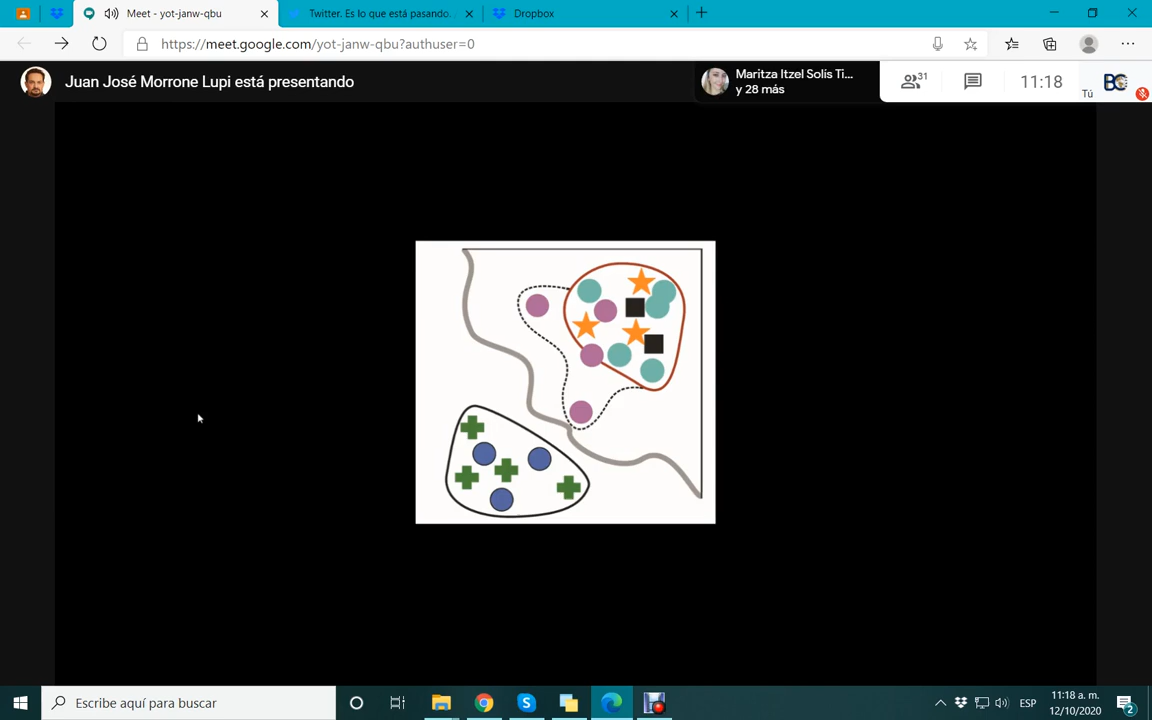 Meet - yot-janw-qbu
Twitter. Es lo que está pasando.
Dropbox
https://meet.google.com/yot-janw-qbu?authuser=0
Juan José Morrone Lupi está presentando
Maritza Itzel Solís Ti...
y 28 más
31
11:18
Tú
BC
Escribe aquí para buscar
ESP
11:18 a. m.
12/10/2020
2